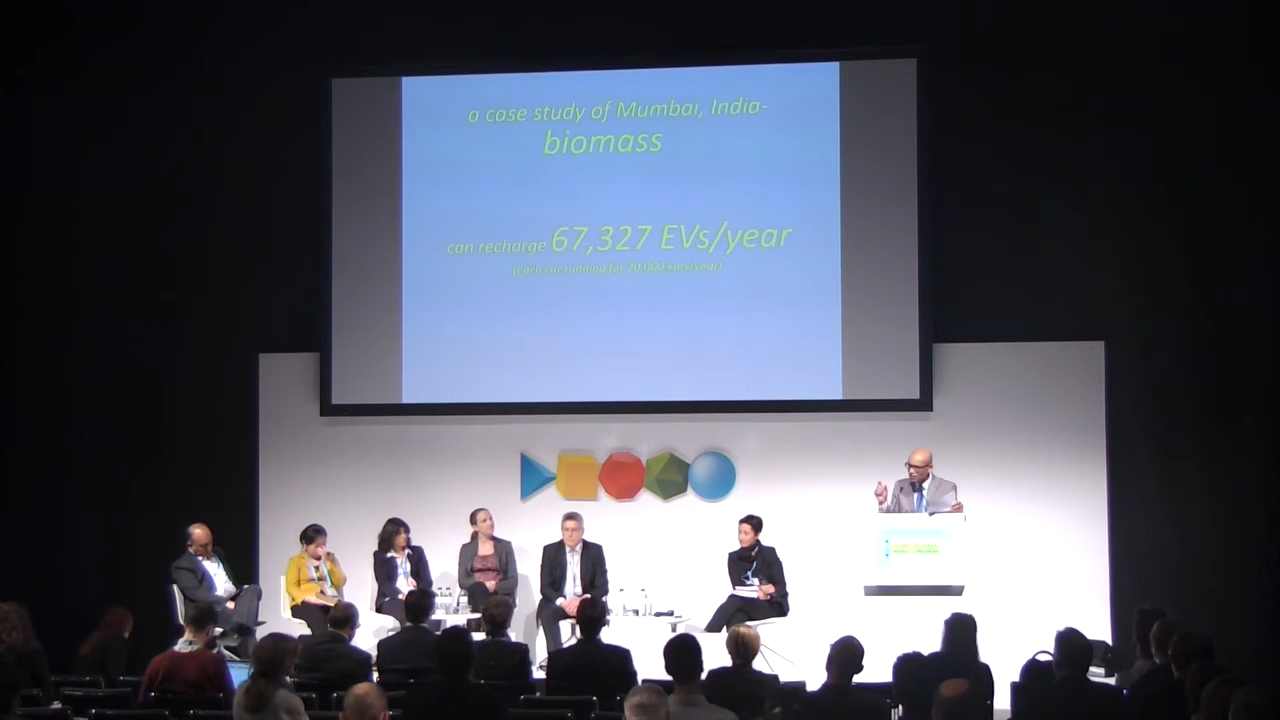 a case study of Mumbai, India-
biomass
can recharge 67,327 EVs/year
(each car running for 20,000 kms/year)